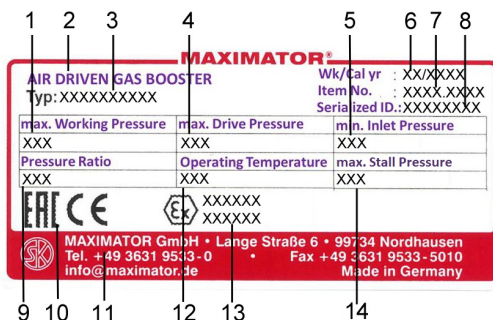 1 2 3 4 5 6 7 8
MAXIMATOR®
AIR DRIVEN GAS BOOSTER
Typ: XXXXXXXXXX
Wk/Cal yr : XX/XXXX
Item No. : XXXX.XXXX
Serialized ID.: XXXXXXXX
max. Working Pressure max. Drive Pressure min. Inlet Pressure
XXX XXX XXX
Pressure Ratio Operating Temperature max. Stall Pressure
XXX XXX XXX
EAC CE Ex XXXXXX
XXXXXX
SK
MAXIMATOR GmbH • Lange Straße 6 • 99734 Nordhausen
Tel. +49 3631 9533-0 • Fax +49 3631 9533-5010
info@maximator.de Made in Germany
9 10 11 12 13 14